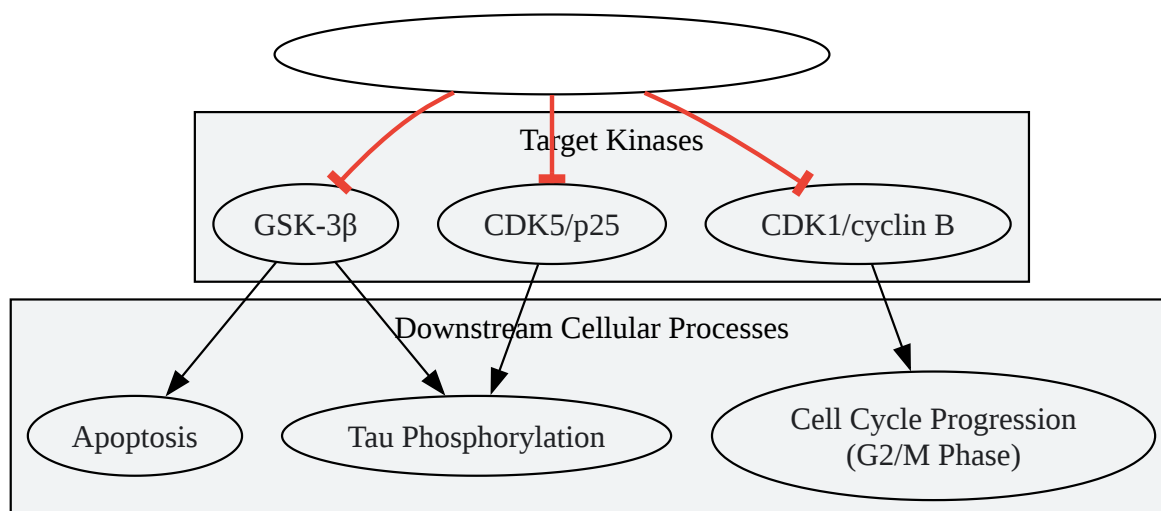 Target Kinases
GSK-3β
CDK5/p25
CDK1/cyclin B
Downstream Cellular Processes
Apoptosis
Tau Phosphorylation
Cell Cycle Progression
(G2/M Phase)